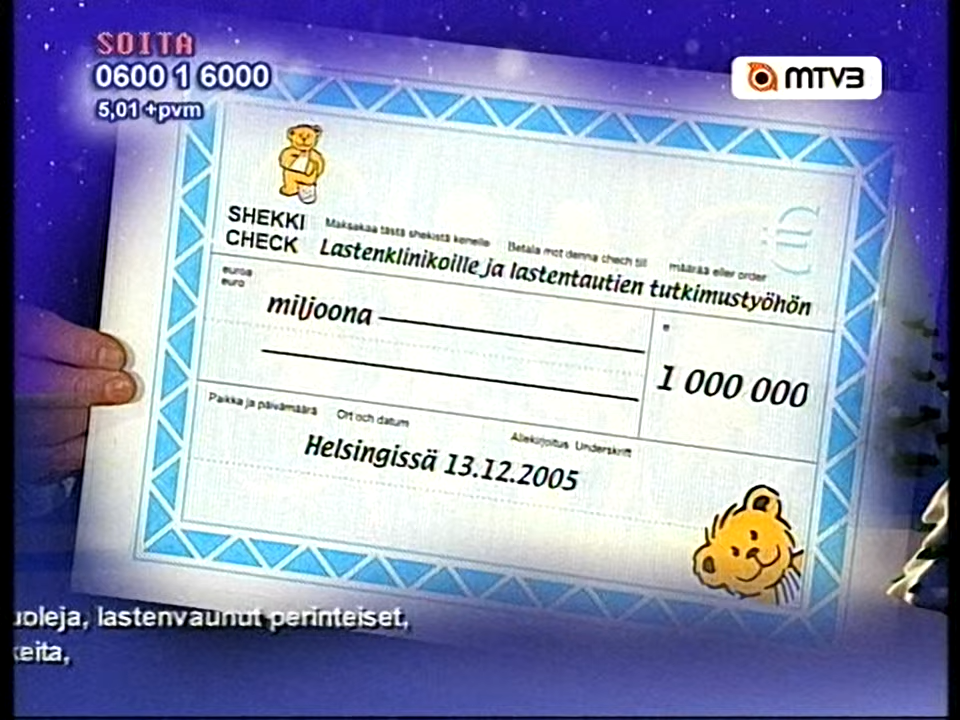 SOITA
0600 1 6000
5,01 +pvm
MTV3
SHEKKI
CHECK
Maksakaa tästä shekistä kenelle Betala mot denna check till määrää eller order
€
Lastenklinikoille ja lastentautien tutkimustyöhön
euroa
euro
miljoona
1 000 000
Paikka ja päivämäärä Ort och datum Allekirjoitus Underskrift
Helsingissä 13.12.2005
uoleja, lastenvaunut perinteiset,
keita,